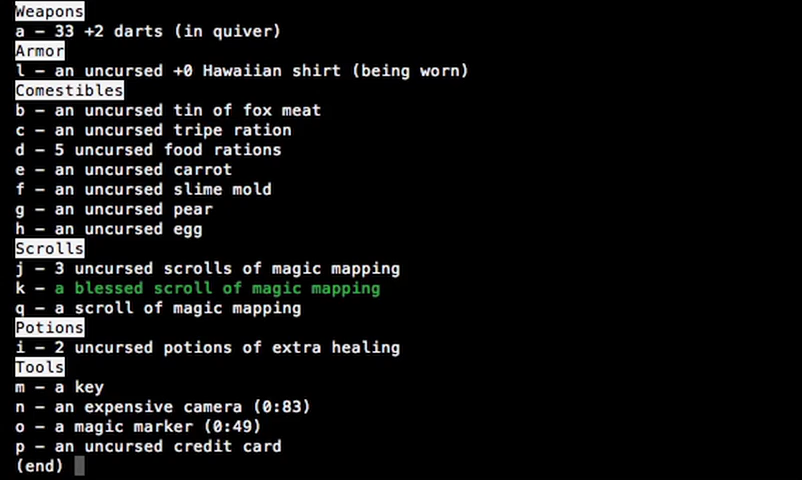 Weapons
a - 33 +2 darts (in quiver)
Armor
l - an uncursed +0 Hawaiian shirt (being worn)
Comestibles
b - an uncursed tin of fox meat
c - an uncursed tripe ration
d - 5 uncursed food rations
e - an uncursed carrot
f - an uncursed slime mold
g - an uncursed pear
h - an uncursed egg
Scrolls
j - 3 uncursed scrolls of magic mapping
k - a blessed scroll of magic mapping
q - a scroll of magic mapping
Potions
i - 2 uncursed potions of extra healing
Tools
m - a key
n - an expensive camera (0:83)
o - a magic marker (0:49)
p - an uncursed credit card
(end)